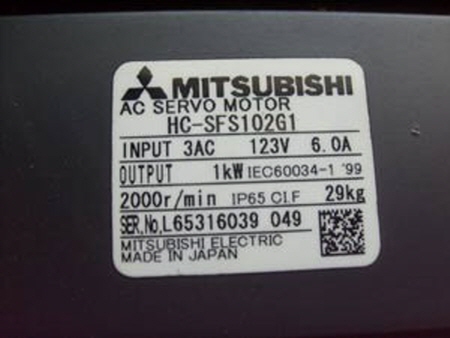 MITSUBISHI
AC SERVO MOTOR
HC-SFS102G1
INPUT 3AC 123V 6.0A
OUTPUT 1kW IEC60034-1 '99
2000r/min IP65 Cl.F 29kg
SER.No.L65316039 049
MITSUBISHI ELECTRIC
MADE IN JAPAN